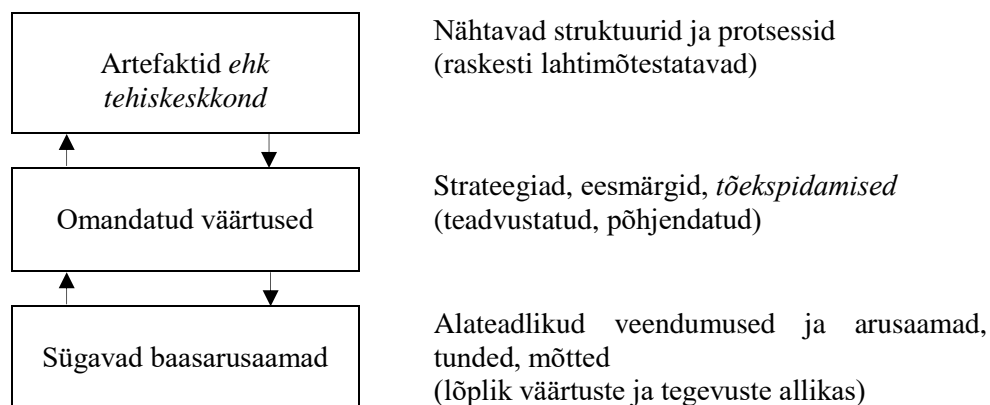 Artefaktid ehk
tehiskeskkond
Nähtavad struktuurid ja protsessid
(raskesti lahtimõtestatavad)
Omandatud väärtused
Strateegiad, eesmärgid, tõekspidamised
(teadvustatud, põhjendatud)
Sügavad baasarusaamad
Alateadlikud veendumused ja arusaamad,
tunded, mõtted
(lõplik väärtuste ja tegevuste allikas)